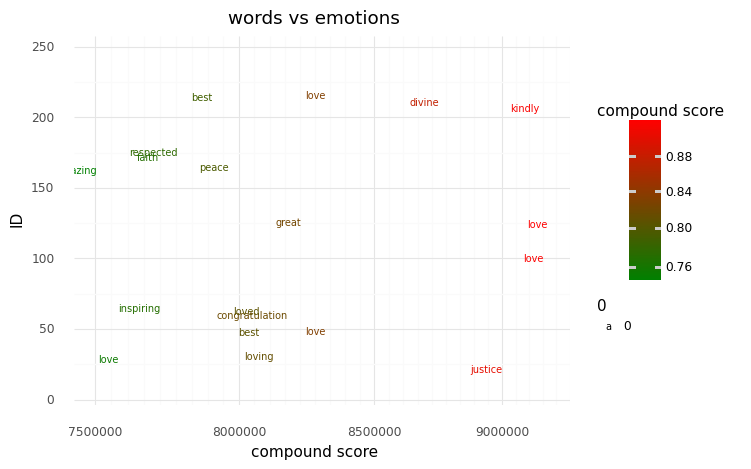 words vs emotions
250
200
150
100
50
0
ID
best
love
divine
kindly
respected
faith
azing
peace
great
love
love
inspiring
loved
congratulation
best
love
love
loving
justice
7500000
8000000
8500000
9000000
compound score
compound score
0.88
0.84
0.80
0.76
0
a 0